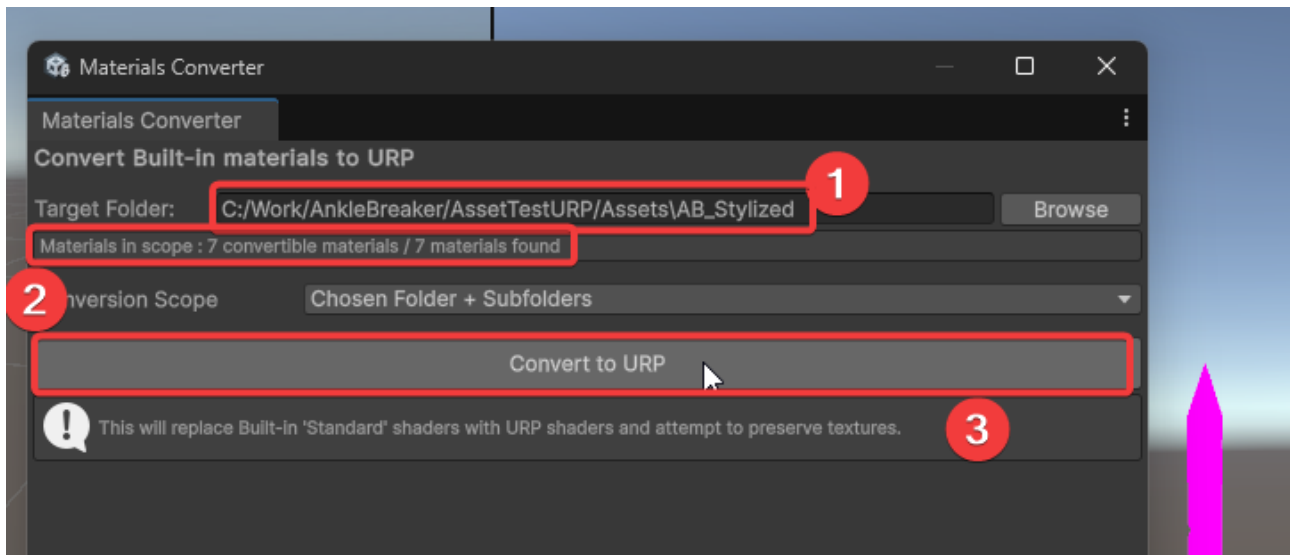 Materials Converter
Materials Converter
Convert Built-in materials to URP
1
Target Folder: C:/Work/AnkleBreaker/AssetTestURP/Assets\AB_Stylized Browse
Materials in scope : 7 convertible materials / 7 materials found
2 nversion Scope Chosen Folder + Subfolders
Convert to URP
This will replace Built-in 'Standard' shaders with URP shaders and attempt to preserve textures. 3